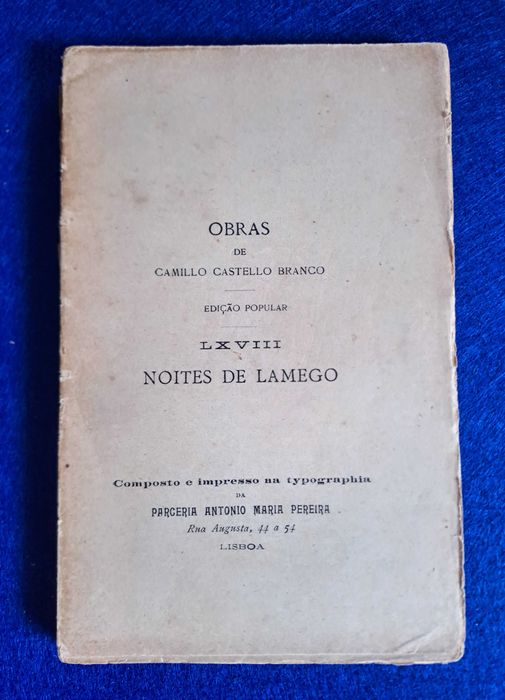 OBRAS
DE
CAMILLO CASTELLO BRANCO
EDIÇÃO POPULAR
LXVIII
NOITES DE LAMEGO
Composto e impresso na typographia
DA
PARCERIA ANTONIO MARIA PEREIRA
Rua Augusta, 44 a 54
LISBOA